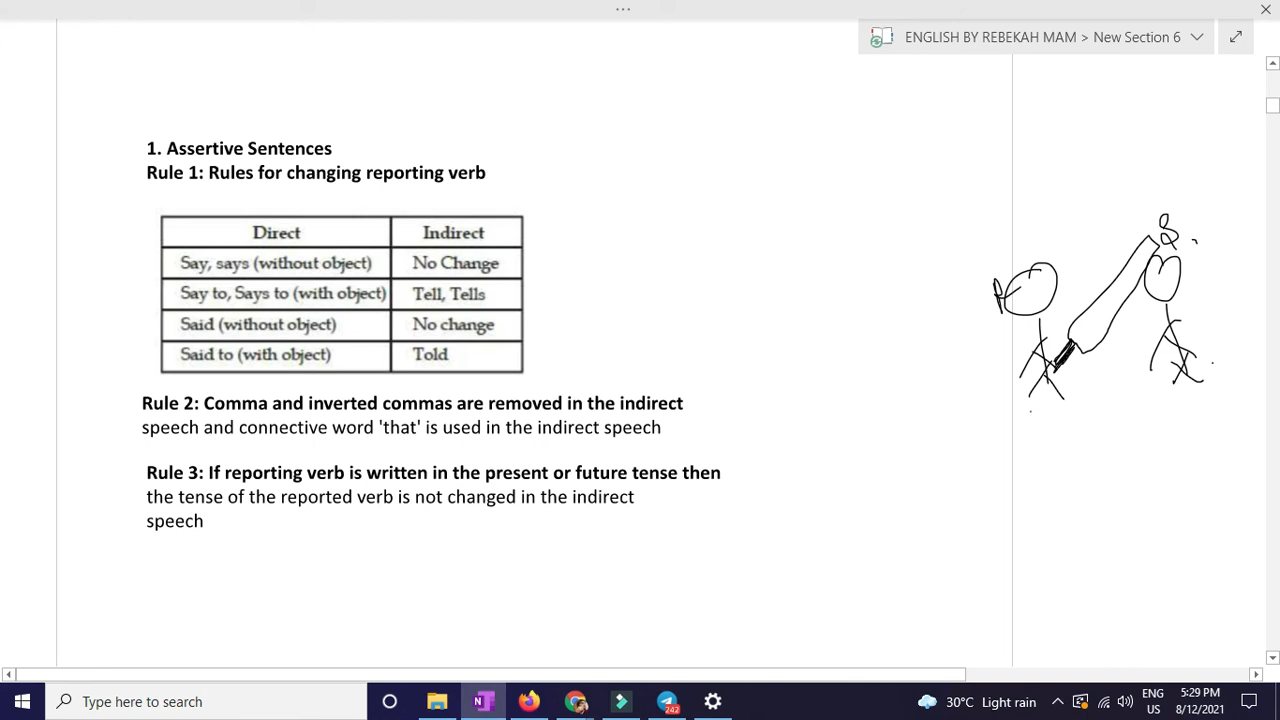 ...
ENGLISH BY REBEKAH MAM > New Section 6
1. Assertive Sentences
Rule 1: Rules for changing reporting verb
Direct Indirect
Say, says (without object) No Change
Say to, Says to (with object) Tell, Tells
Said (without object) No change
Said to (with object) Told
Rule 2: Comma and inverted commas are removed in the indirect
speech and connective word 'that' is used in the indirect speech
Rule 3: If reporting verb is written in the present or future tense then
the tense of the reported verb is not changed in the indirect
speech
Type here to search
242
30°C Light rain
ENG
US
5:29 PM
8/12/2021